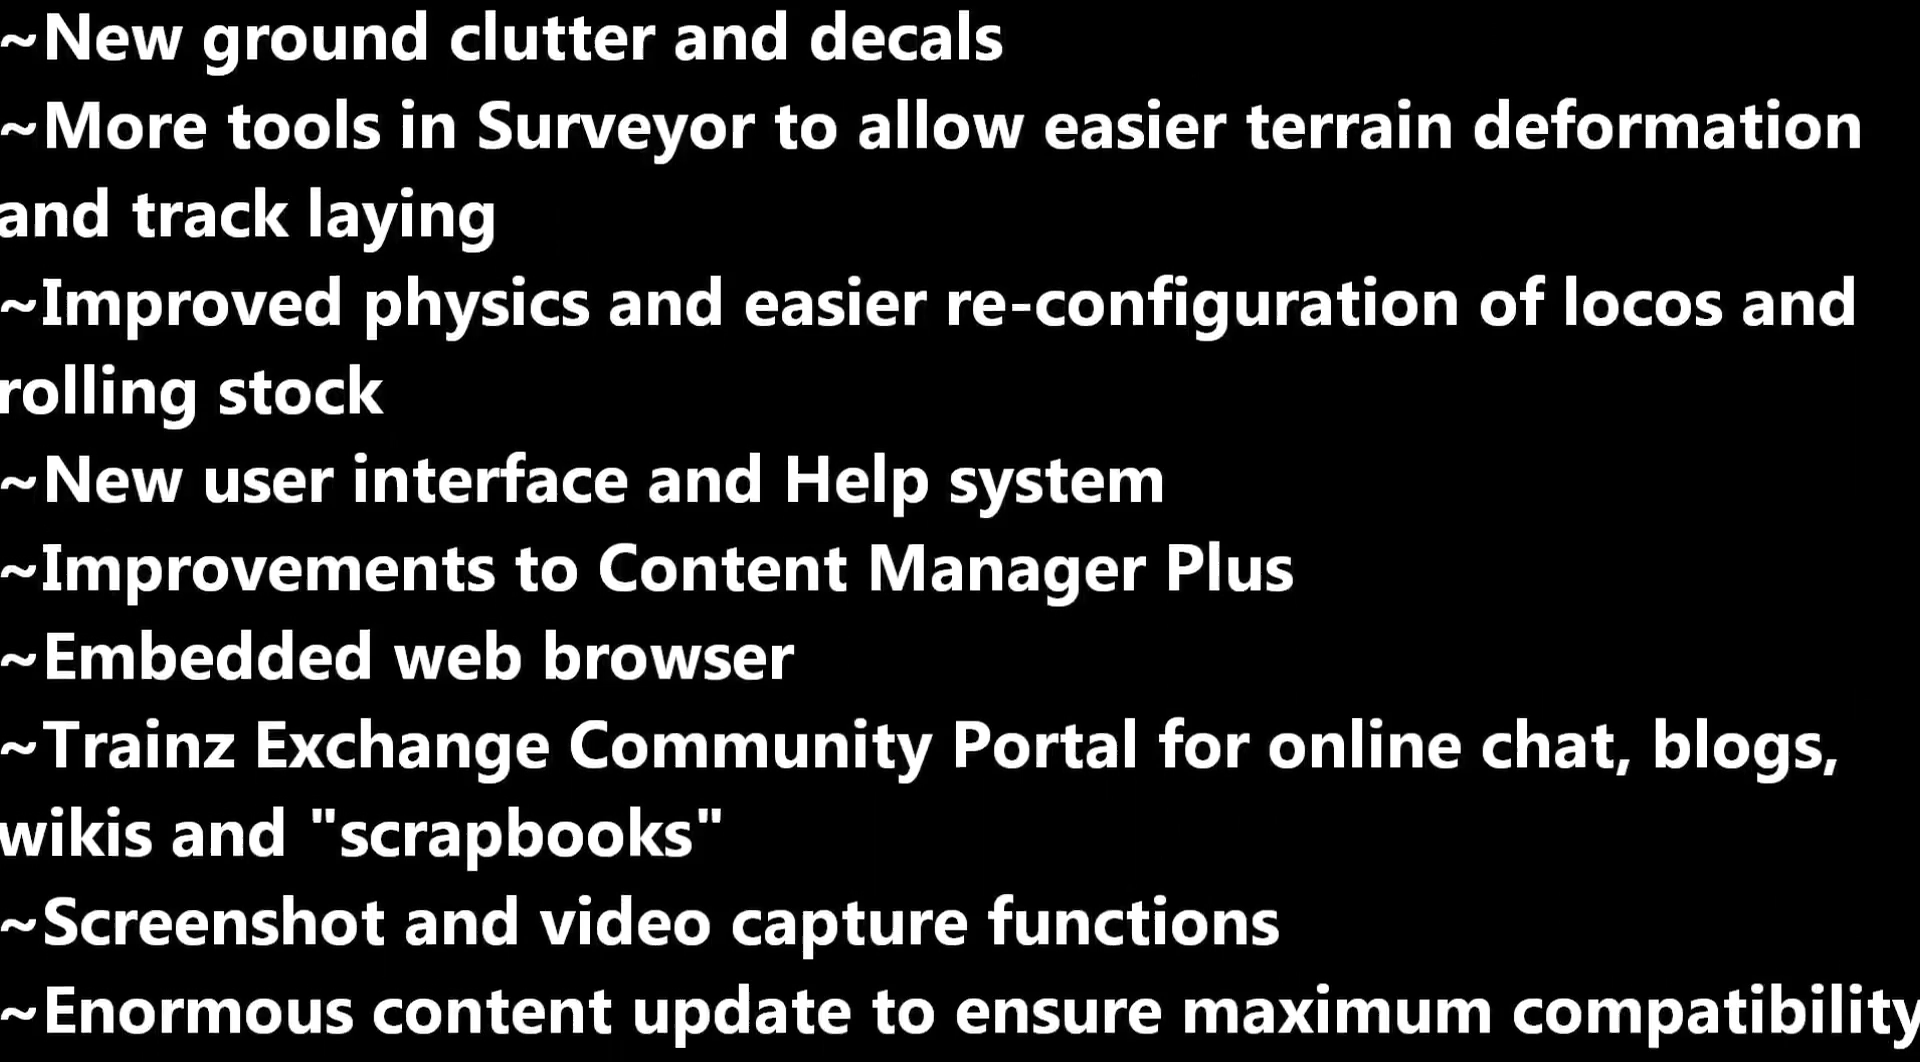 ~New ground clutter and decals
~More tools in Surveyor to allow easier terrain deformation
and track laying
~Improved physics and easier re-configuration of locos and
rolling stock
~New user interface and Help system
~Improvements to Content Manager Plus
~Embedded web browser
~Trainz Exchange Community Portal for online chat, blogs,
wikis and "scrapbooks"
~Screenshot and video capture functions
~Enormous content update to ensure maximum compatibility